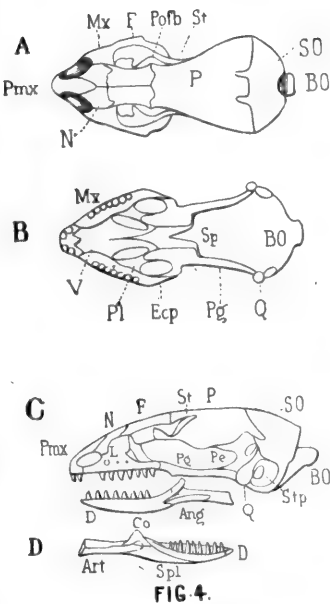 A
Mx F Pofb St
SO
P BO
Pmx
N
Mx
B
Sp BO
V Pl Ecp Pg Q
C
N F St P SO
Pmx L
Pg Pe
BO
Stp
D Ang Q
Co
D D
Art Spl
FIG.4.